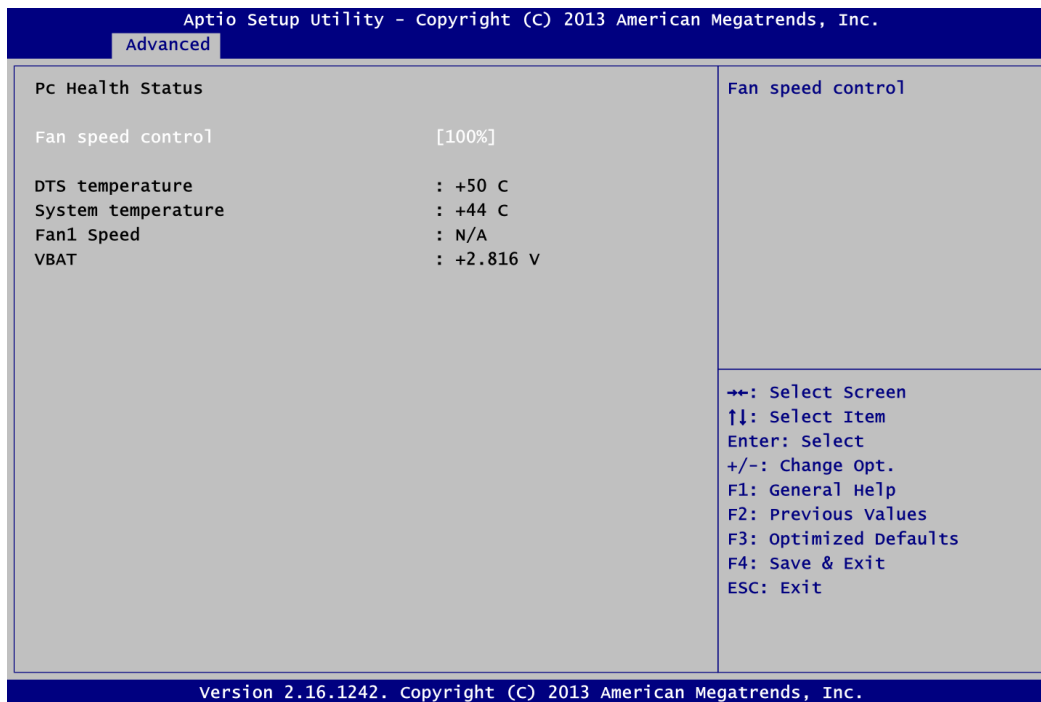 Aptio Setup Utility – Copyright (C) 2013 American Megatrends, Inc.
Advanced
Pc Health Status
Fan speed control [100%]
DTS temperature : +50 C
System temperature : +44 C
Fan1 Speed : N/A
VBAT : +2.816 V
Fan speed control
→←: Select Screen
↑↓: Select Item
Enter: Select
+/-: Change Opt.
F1: General Help
F2: Previous Values
F3: Optimized Defaults
F4: Save & Exit
ESC: Exit
Version 2.16.1242. Copyright (C) 2013 American Megatrends, Inc.